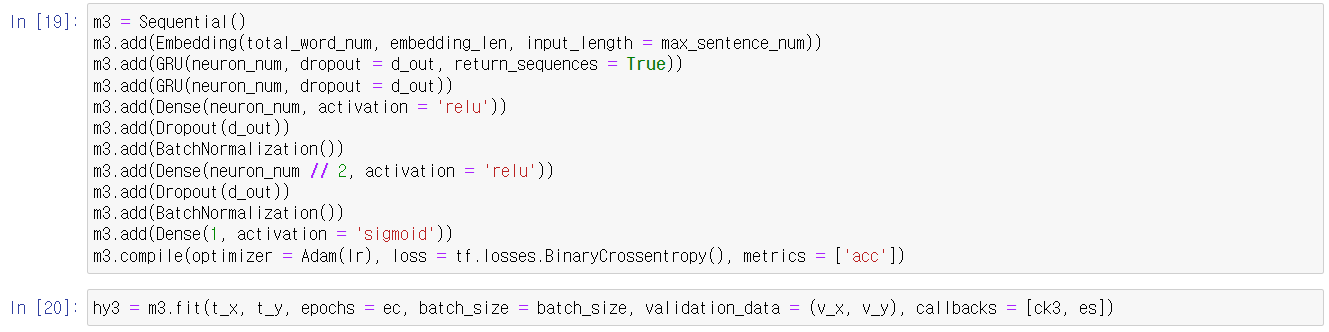 In [19]:
m3 = Sequential()
m3.add(Embedding(total_word_num, embedding_len, input_length = max_sentence_num))
m3.add(GRU(neuron_num, dropout = d_out, return_sequences = True))
m3.add(GRU(neuron_num, dropout = d_out))
m3.add(Dense(neuron_num, activation = 'relu'))
m3.add(Dropout(d_out))
m3.add(BatchNormalization())
m3.add(Dense(neuron_num // 2, activation = 'relu'))
m3.add(Dropout(d_out))
m3.add(BatchNormalization())
m3.add(Dense(1, activation = 'sigmoid'))
m3.compile(optimizer = Adam(lr), loss = tf.losses.BinaryCrossentropy(), metrics = ['acc'])
In [20]:
hy3 = m3.fit(t_x, t_y, epochs = ec, batch_size = batch_size, validation_data = (v_x, v_y), callbacks = [ck3, es])